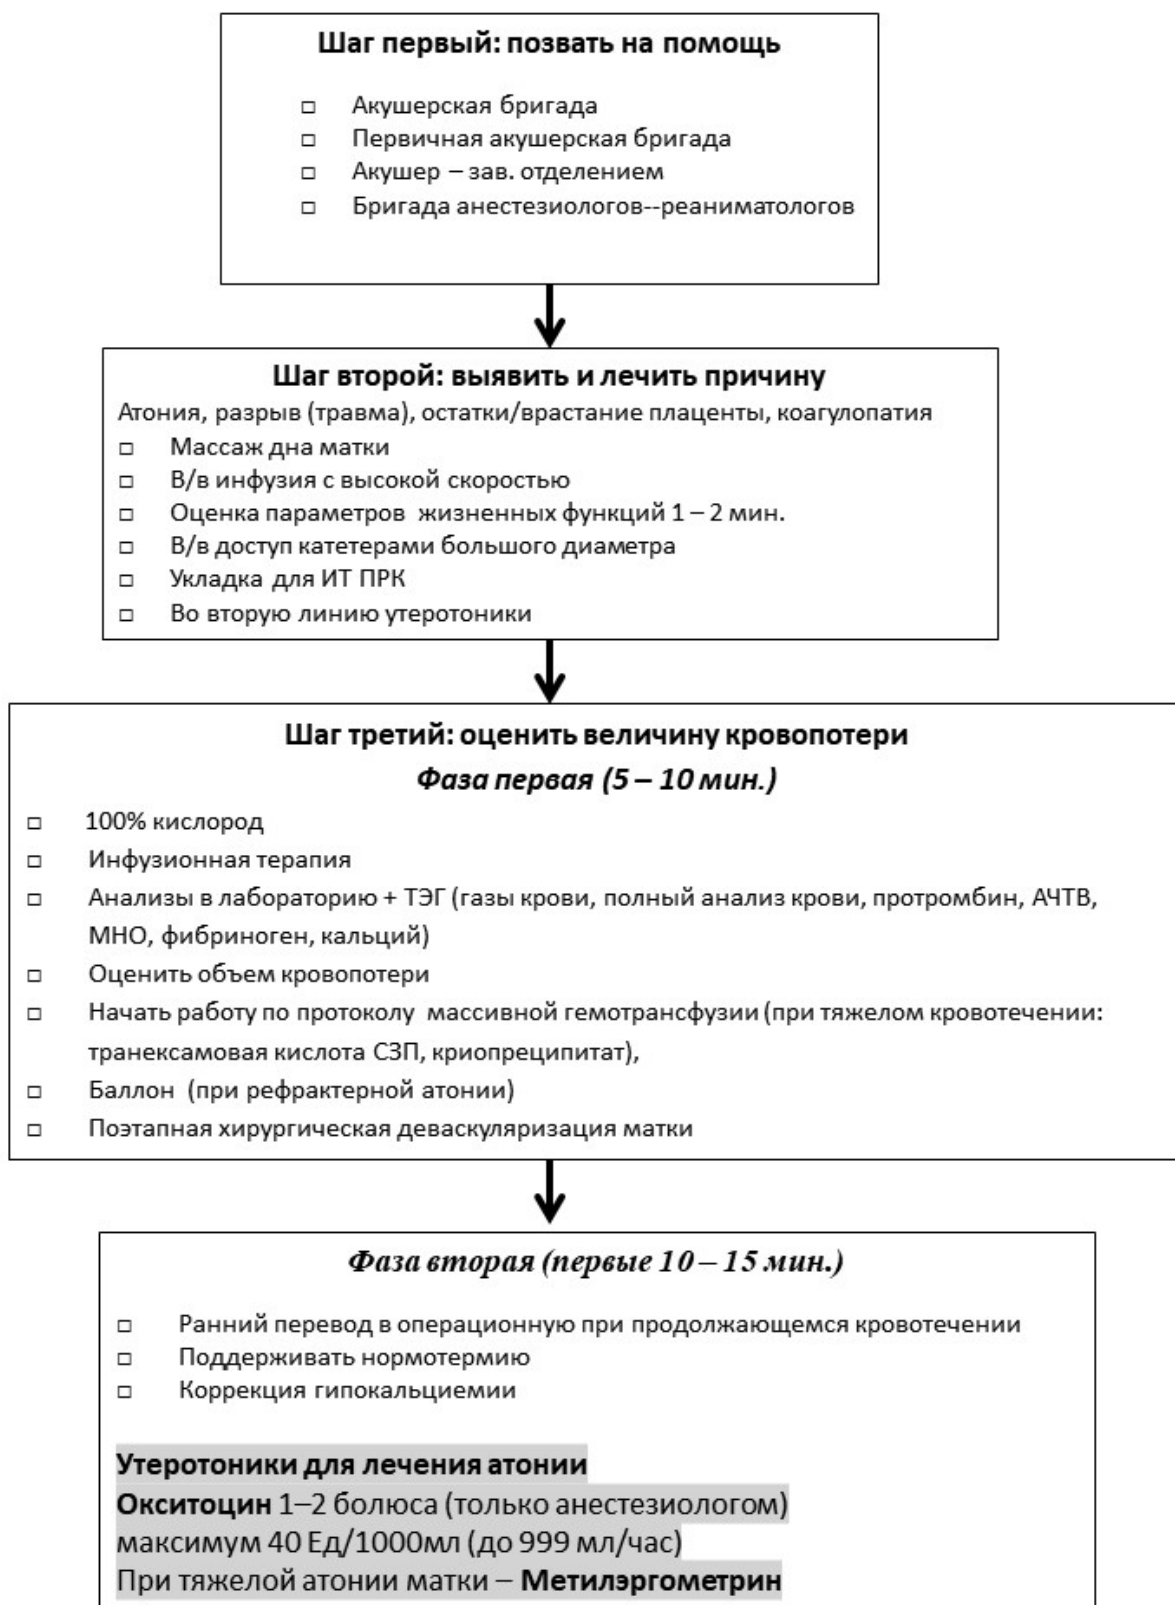 Шаг первый: позвать на помощь
□ Акушерская бригада
□ Первичная акушерская бригада
□ Акушер – зав. отделением
□ Бригада анестезиологов--реаниматологов
Шаг второй: выявить и лечить причину
Атония, разрыв (травма), остатки/врастание плаценты, коагулопатия
□ Массаж дна матки
□ В/в инфузия с высокой скоростью
□ Оценка параметров жизненных функций 1 – 2 мин.
□ В/в доступ катетерами большого диаметра
□ Укладка для ИТ ПРК
□ Во вторую линию утеротоники
Шаг третий: оценить величину кровопотери
Фаза первая (5 – 10 мин.)
□ 100% кислород
□ Инфузионная терапия
□ Анализы в лабораторию + ТЭГ (газы крови, полный анализ крови, протромбин, АЧТВ,
МНО, фибриноген, кальций)
□ Оценить объем кровопотери
□ Начать работу по протоколу массивной гемотрансфузии (при тяжелом кровотечении:
транексамовая кислота СЗП, криопреципитат),
□ Баллон (при рефрактерной атонии)
□ Поэтапная хирургическая деваскуляризация матки
Фаза вторая (первые 10 – 15 мин.)
□ Ранний перевод в операционную при продолжающемся кровотечении
□ Поддерживать нормотермию
□ Коррекция гипокальциемии
Утеротоники для лечения атонии
Окситоцин 1–2 болюса (только анестезиологом)
максимум 40 Ед/1000мл (до 999 мл/час)
При тяжелой атонии матки – Метилэргометрин